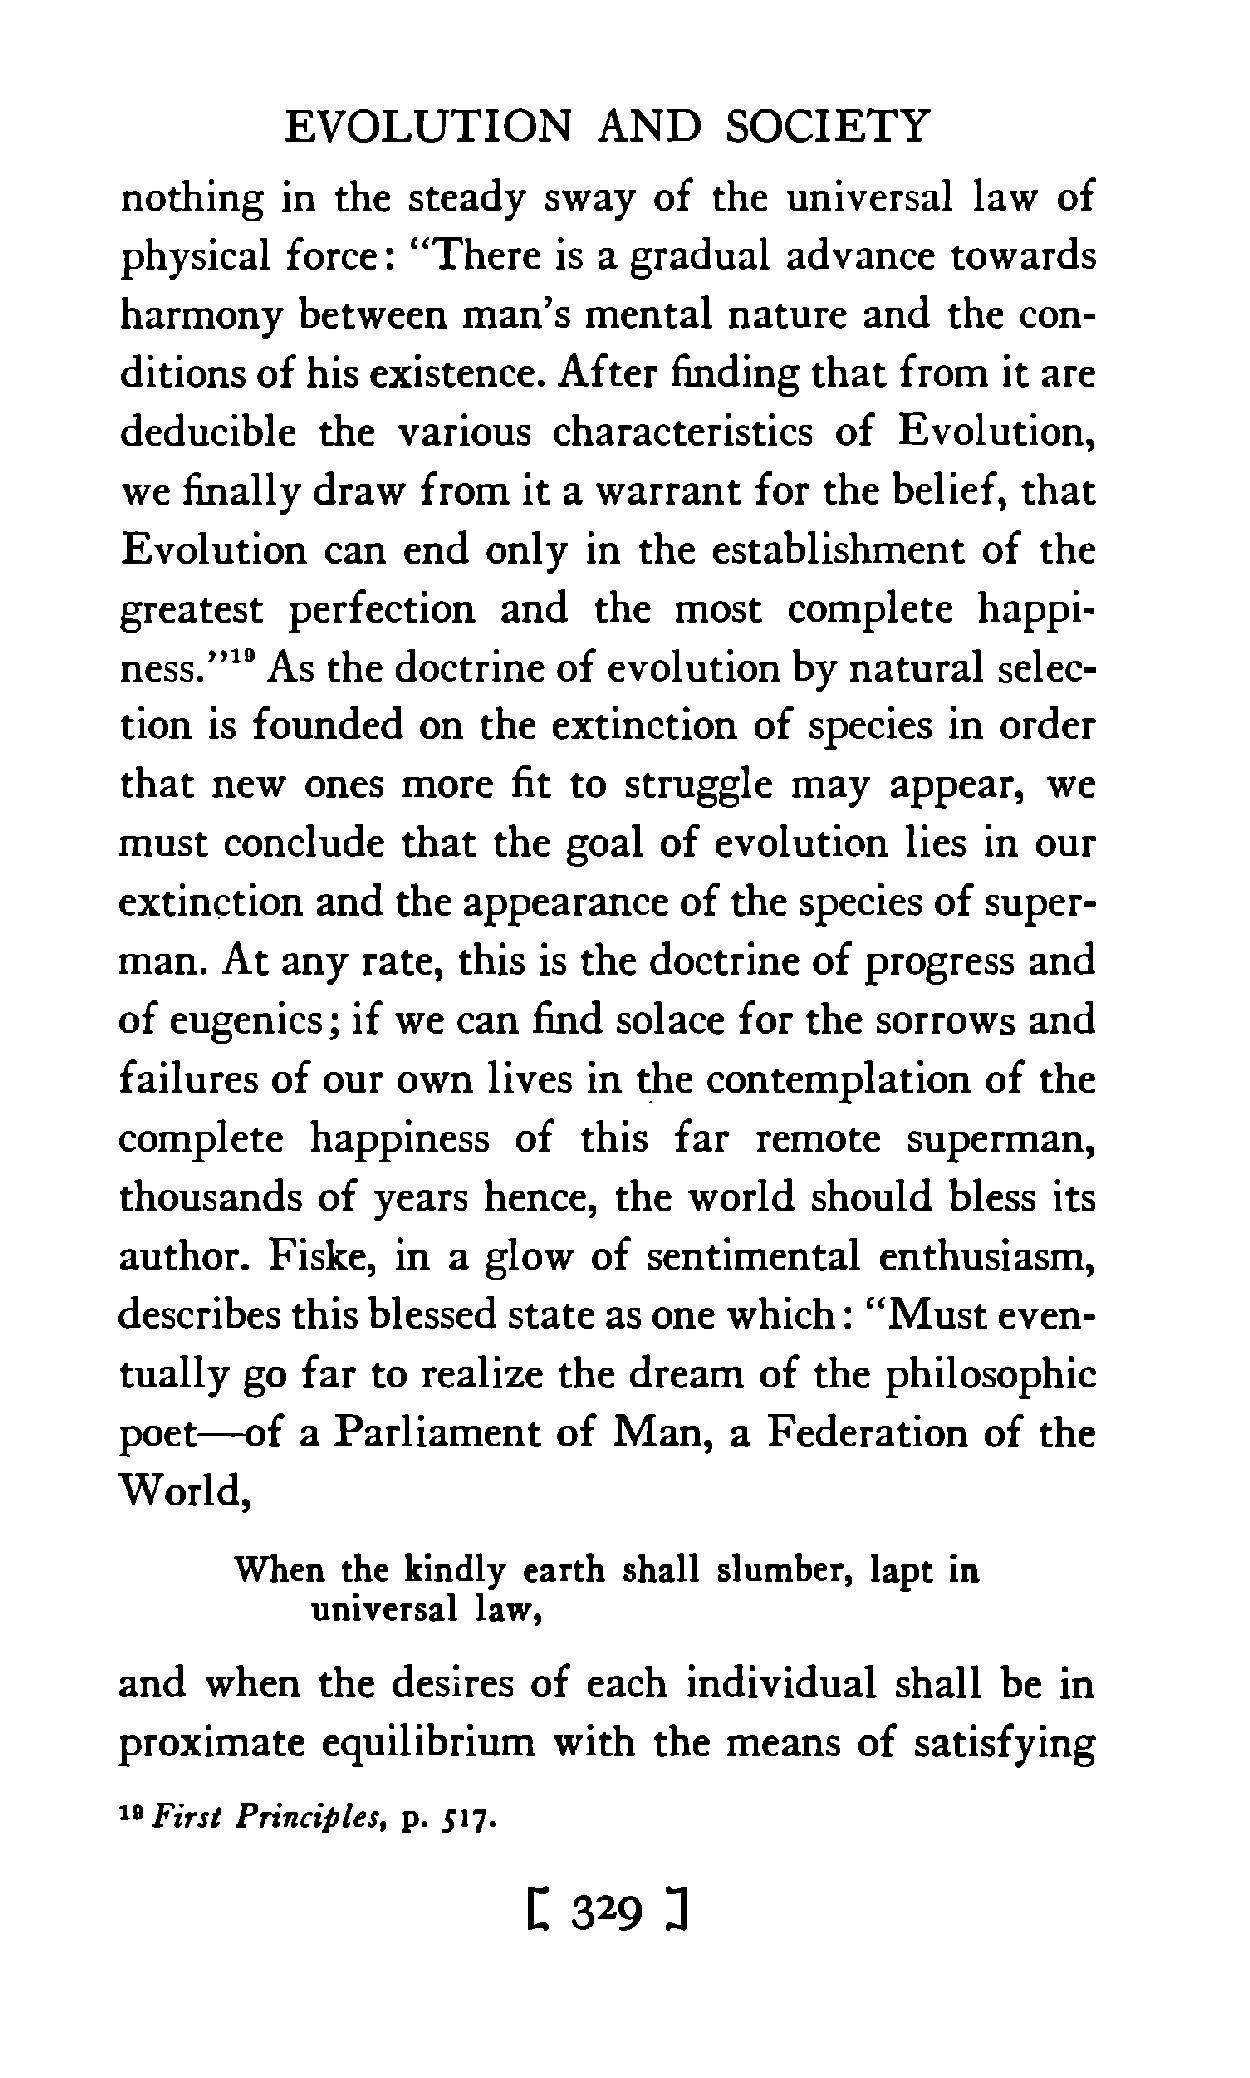 EVOLUTION AND SOCIETY
nothing in the steady sway of the universal law of
physical force: "There is a gradual advance towards
harmony between man's mental nature and the con-
ditions of his existence. After finding that from it are
deducible the various characteristics of Evolution,
we finally draw from it a warrant for the belief, that
Evolution can end only in the establishment of the
greatest perfection and the most complete happi-
ness."¹⁹ As the doctrine of evolution by natural selec-
tion is founded on the extinction of species in order
that new ones more fit to struggle may appear, we
must conclude that the goal of evolution lies in our
extinction and the appearance of the species of super-
man. At any rate, this is the doctrine of progress and
of eugenics; if we can find solace for the sorrows and
failures of our own lives in the contemplation of the
complete happiness of this far remote superman,
thousands of years hence, the world should bless its
author. Fiske, in a glow of sentimental enthusiasm,
describes this blessed state as one which: "Must even-
tually go far to realize the dream of the philosophic
poet—of a Parliament of Man, a Federation of the
World,
When the kindly earth shall slumber, lapt in
universal law,
and when the desires of each individual shall be in
proximate equilibrium with the means of satisfying
¹⁹ First Principles, p. 517.
[ 329 ]